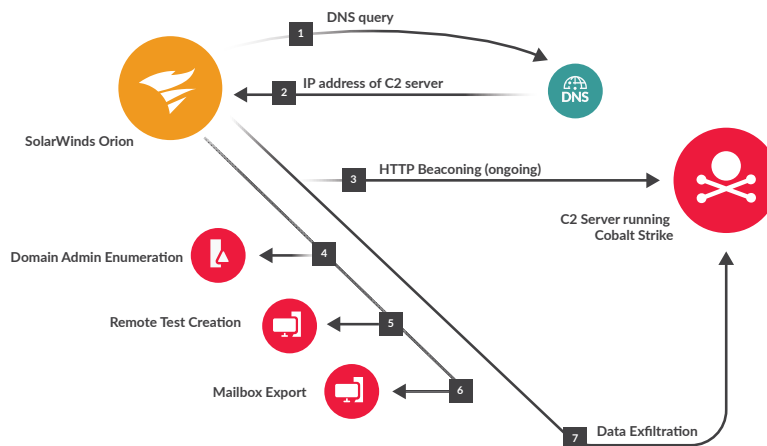 DNS query
1
IP address of C2 server
2
DNS
SolarWinds Orion
HTTP Beaconing (ongoing)
3
C2 Server running
Cobalt Strike
Domain Admin Enumeration
4
Remote Test Creation
5
Mailbox Export
6
7
Data Exfiltration